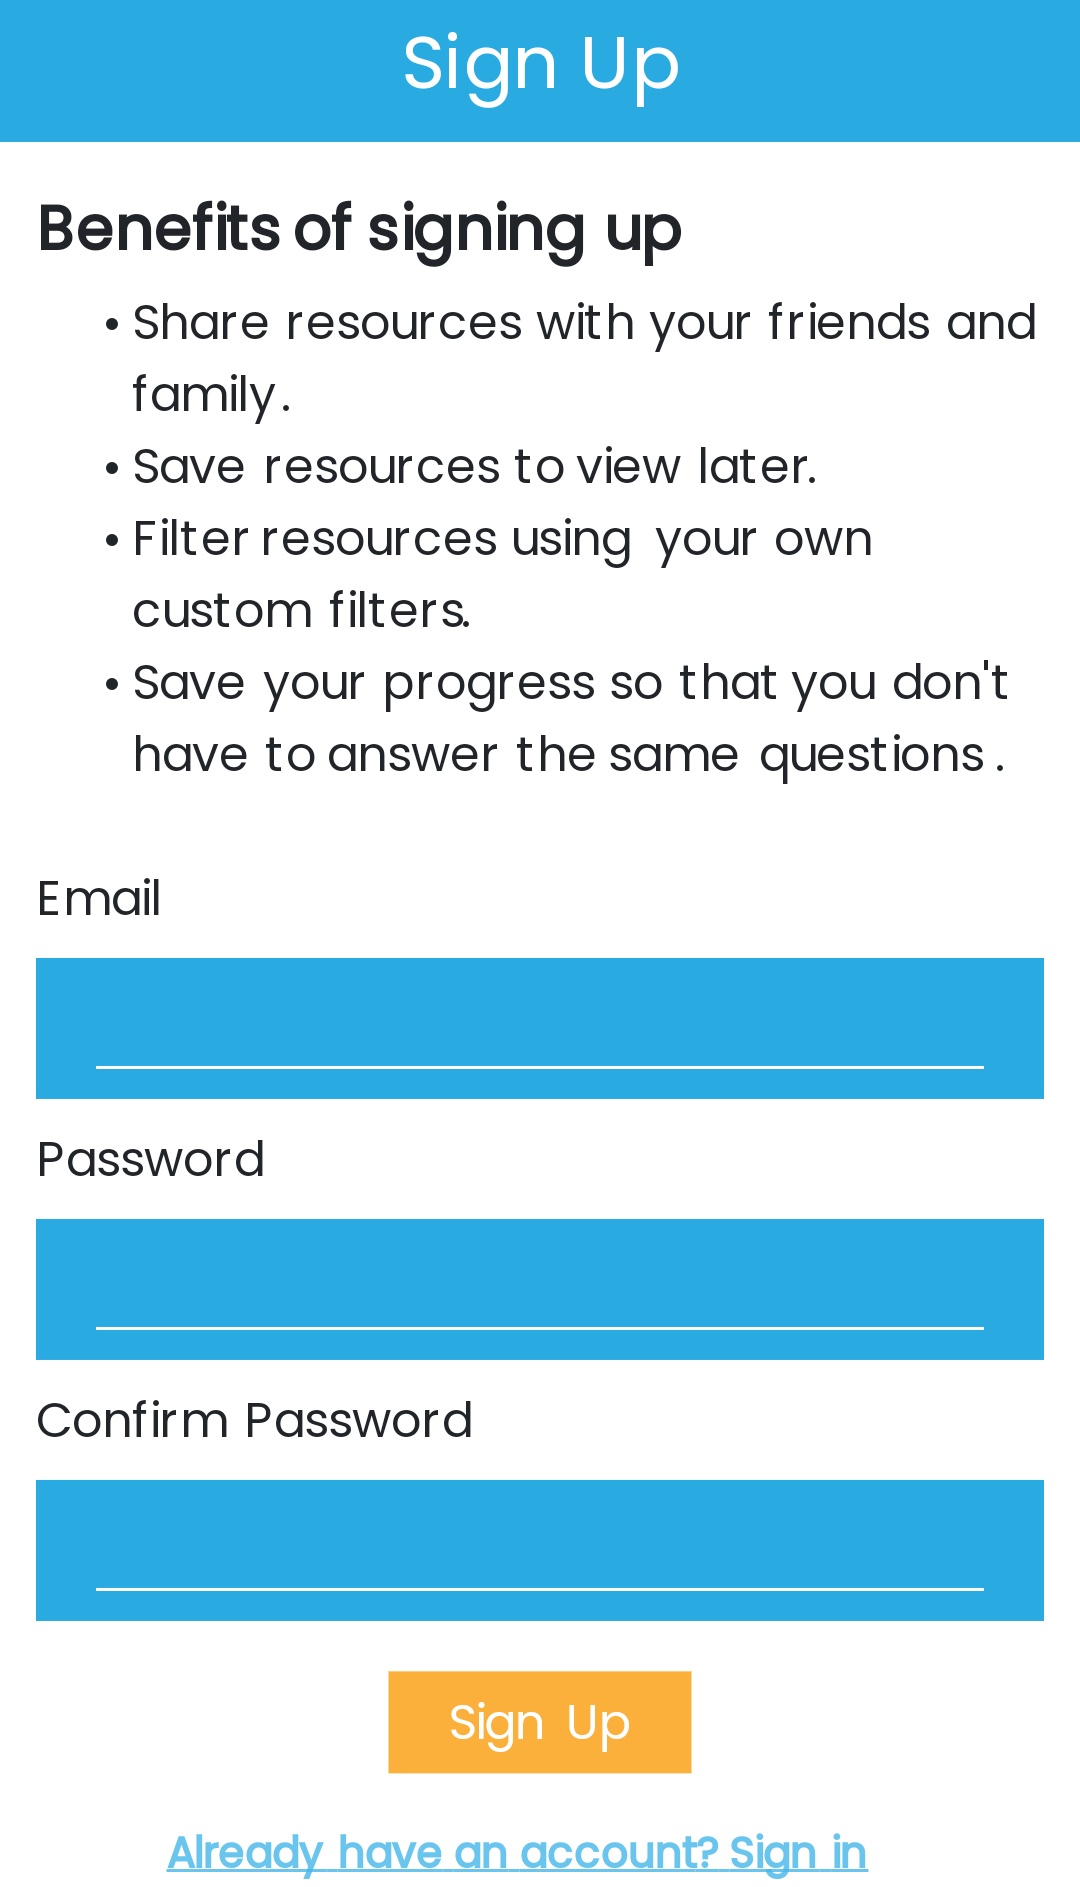 Sign Up
Benefits of signing up
• Share resources with your friends and
family.
• Save resources to view later.
• Filter resources using your own
custom filters.
• Save your progress so that you don't
have to answer the same questions.
Email
Password
Confirm Password
Sign Up
Already have an account? Sign in